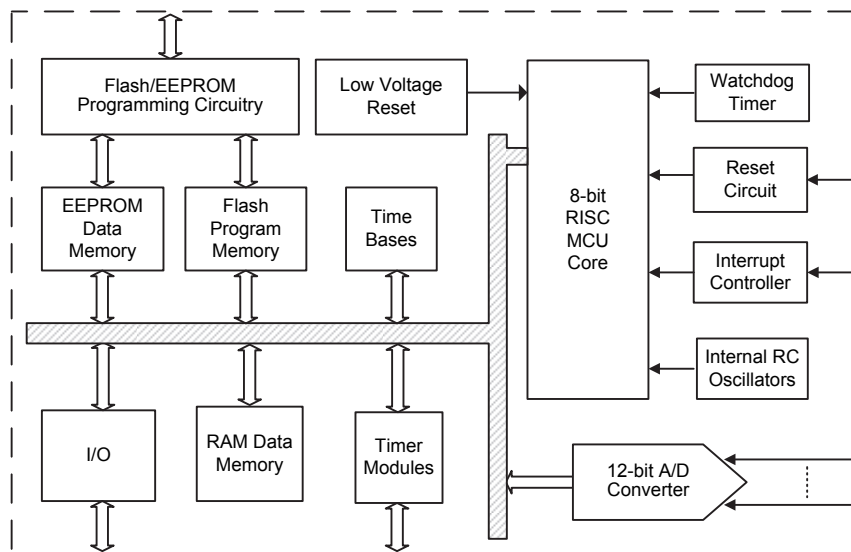 Flash/EEPROM
Programming Circuitry
Low Voltage
Reset
Watchdog
Timer
Reset
Circuit
EEPROM
Data
Memory
Flash
Program
Memory
Time
Bases
8-bit
RISC
MCU
Core
Interrupt
Controller
Internal RC
Oscillators
I/O
RAM Data
Memory
Timer
Modules
12-bit A/D
Converter